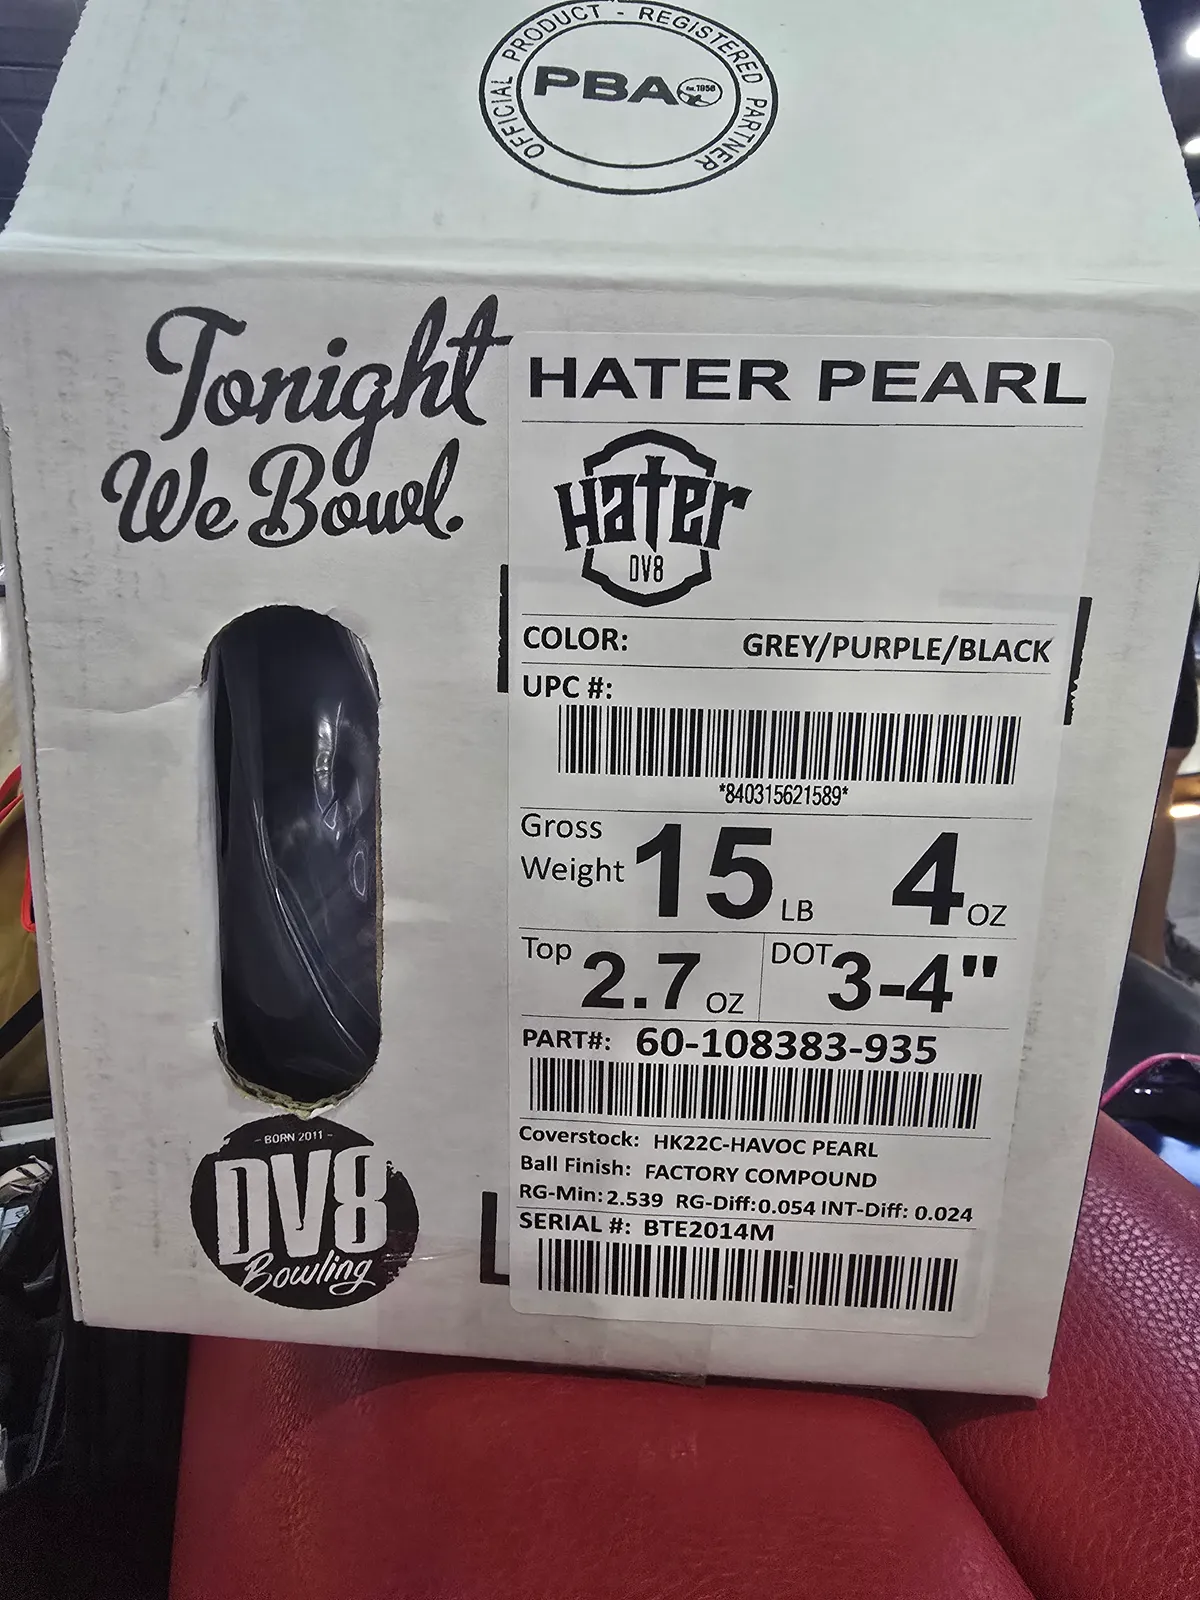 OFFICIAL PRODUCT - REGISTERED PARTNER
PBA
Est. 1958
Tonight
We Bowl.
HATER PEARL
Hater
DV8
COLOR: GREY/PURPLE/BLACK
UPC #:
*840315621589*
Gross Weight 15 LB 4 OZ
Top 2.7 OZ DOT 3-4"
PART#: 60-108383-935
Coverstock: HK22C-HAVOC PEARL
Ball Finish: FACTORY COMPOUND
RG-Min: 2.539 RG-Diff: 0.054 INT-Diff: 0.024
SERIAL #: BTE2014M
- BORN 2011 -
DV8
Bowling